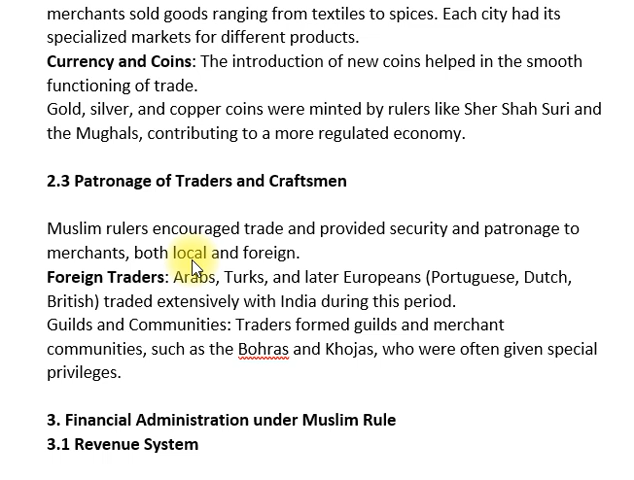 merchants sold goods ranging from textiles to spices. Each city had its
specialized markets for different products.
Currency and Coins: The introduction of new coins helped in the smooth
functioning of trade.
Gold, silver, and copper coins were minted by rulers like Sher Shah Suri and
the Mughals, contributing to a more regulated economy.
2.3 Patronage of Traders and Craftsmen
Muslim rulers encouraged trade and provided security and patronage to
merchants, both local and foreign.
Foreign Traders: Arabs, Turks, and later Europeans (Portuguese, Dutch,
British) traded extensively with India during this period.
Guilds and Communities: Traders formed guilds and merchant
communities, such as the Bohras and Khojas, who were often given special
privileges.
3. Financial Administration under Muslim Rule
3.1 Revenue System